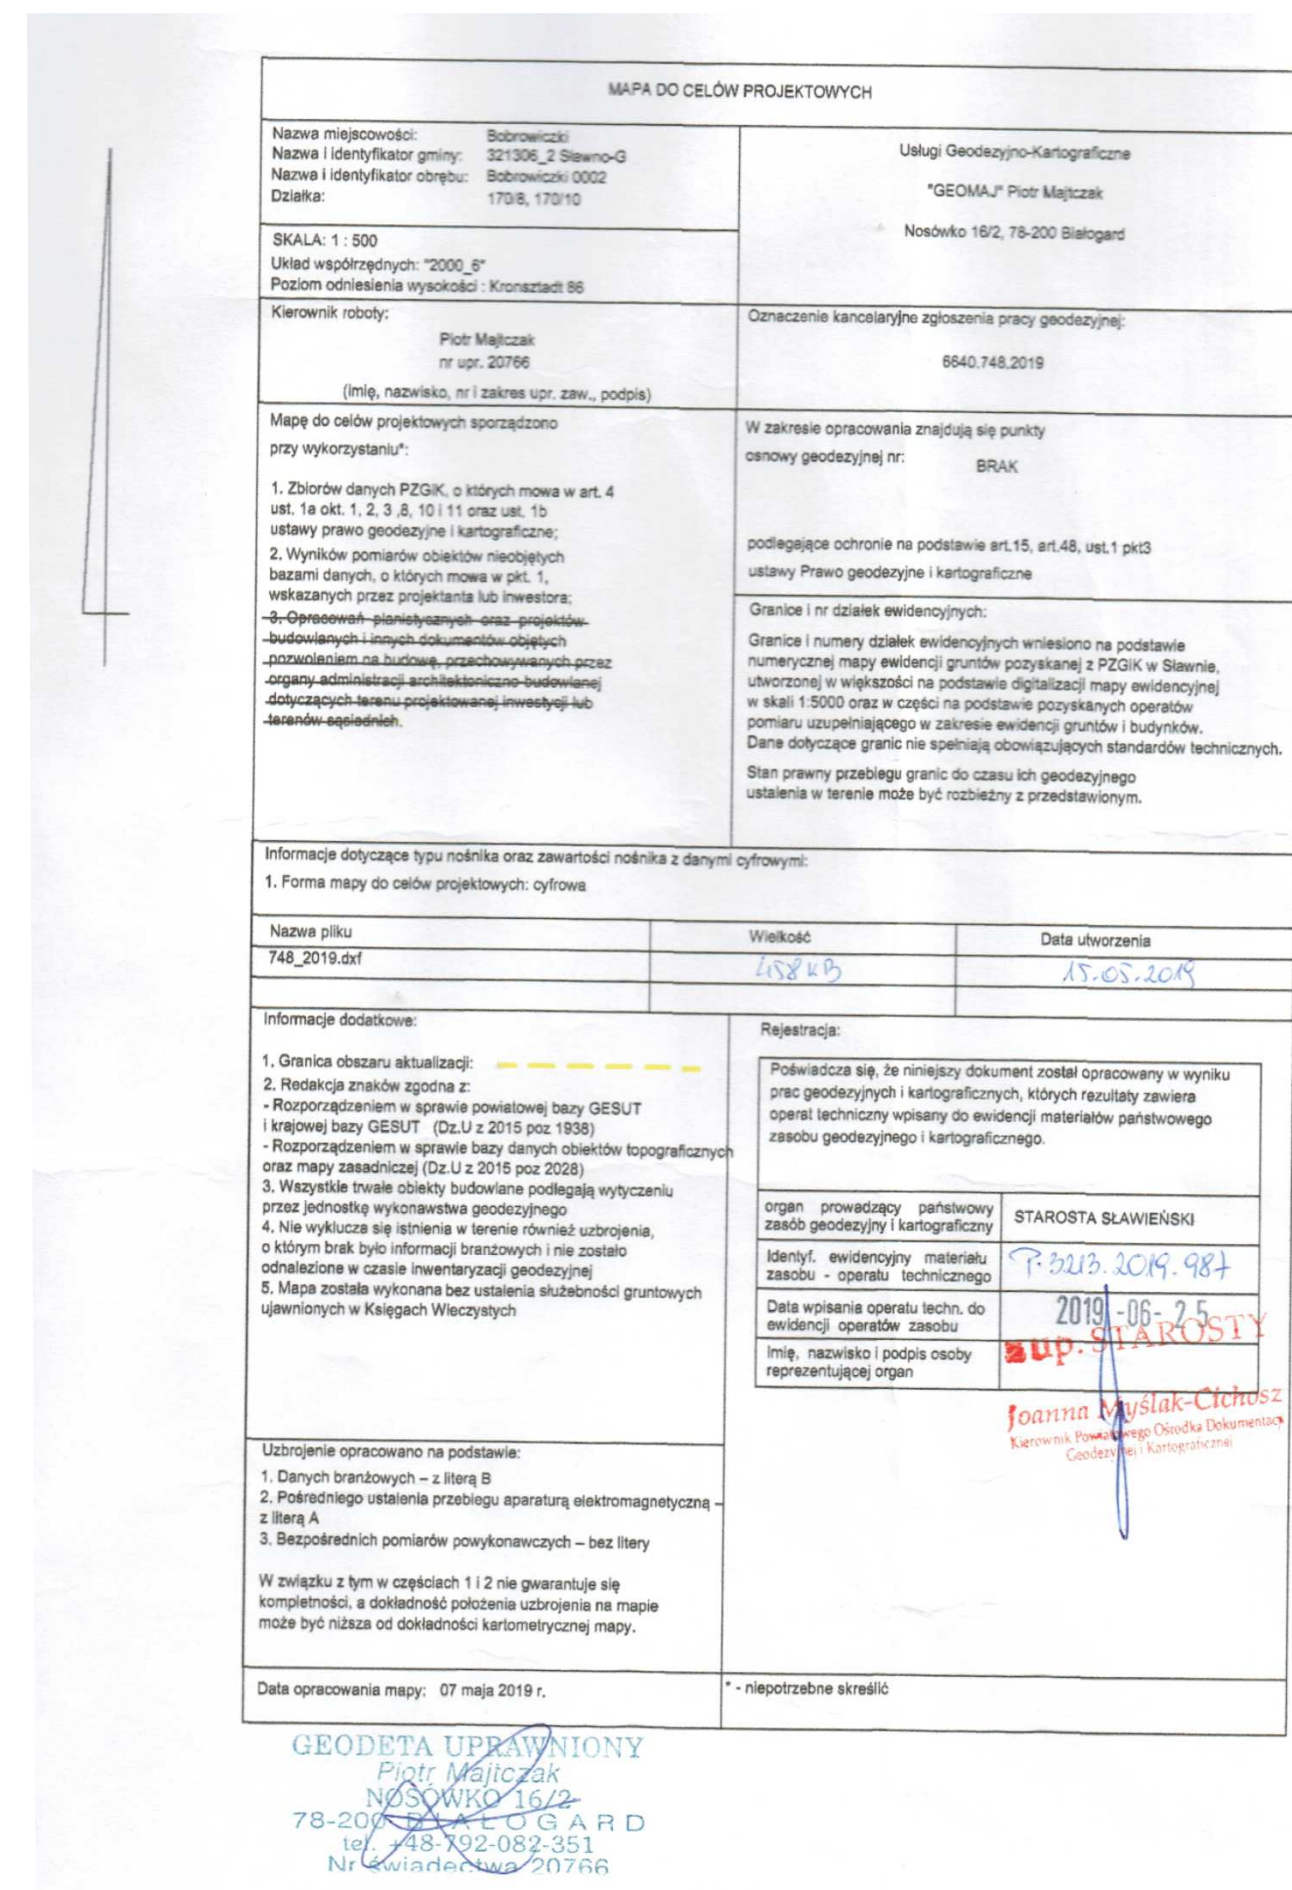 MAPA DO CELÓW PROJEKTOWYCH
Nazwa miejscowości: Bobrowiczki
Nazwa i identyfikator gminy: 321306_2 Sławno-G
Nazwa i identyfikator obrębu: Bobrowiczki 0002
Działka: 170/8, 170/10
Usługi Geodezyjno-Kartograficzne
"GEOMAJ" Piotr Majtczak
Nosówko 16/2, 78-200 Białogard
SKALA: 1 : 500
Układ współrzędnych: "2000_6"
Poziom odniesienia wysokości : Kronsztadt 86
Kierownik roboty:
Piotr Majtczak
nr upr. 20766
(imię, nazwisko, nr i zakres upr. zaw., podpis)
Oznaczenie kancelaryjne zgłoszenia pracy geodezyjnej:
6640.748.2019
Mapę do celów projektowych sporządzono
przy wykorzystaniu*:
1. Zbiorów danych PZGiK, o których mowa w art. 4
ust. 1a okt. 1, 2, 3 ,8, 10 i 11 oraz ust. 1b
ustawy prawo geodezyjne i kartograficzne;
2. Wyników pomiarów obiektów nieobjętych
bazami danych, o których mowa w pkt. 1,
wskazanych przez projektanta lub inwestora;
3. Opracowań planistycznych oraz projektów
budowlanych i innych dokumentów objętych
pozwoleniem na budowę, przechowywanych przez
organy administracji architektoniczno-budowlanej
dotyczących terenu projektowanej inwestycji lub
terenów sąsiednich.
W zakresie opracowania znajdują się punkty
osnowy geodezyjnej nr: BRAK
podlegające ochronie na podstawie art.15, art.48, ust.1 pkt3
ustawy Prawo geodezyjne i kartograficzne
Granice i nr działek ewidencyjnych:
Granice i numery działek ewidencyjnych wniesiono na podstawie
numerycznej mapy ewidencji gruntów pozyskanej z PZGiK w Sławnie,
utworzonej w większości na podstawie digitalizacji mapy ewidencyjnej
w skali 1:5000 oraz w części na podstawie pozyskanych operatów
pomiaru uzupełniającego w zakresie ewidencji gruntów i budynków.
Dane dotyczące granic nie spełniają obowiązujących standardów technicznych.
Stan prawny przebiegu granic do czasu ich geodezyjnego
ustalenia w terenie może być rozbieżny z przedstawionym.
Informacje dotyczące typu nośnika oraz zawartości nośnika z danymi cyfrowymi:
1. Forma mapy do celów projektowych: cyfrowa
Nazwa pliku Wielkość Data utworzenia
748_2019.dxf 458 KB 15.05.2019
Informacje dodatkowe:
1. Granica obszaru aktualizacji:
2. Redakcja znaków zgodna z:
- Rozporządzeniem w sprawie powiatowej bazy GESUT
i krajowej bazy GESUT (Dz.U z 2015 poz 1938)
- Rozporządzeniem w sprawie bazy danych obiektów topograficznych
oraz mapy zasadniczej (Dz.U z 2015 poz 2028)
3. Wszystkie trwałe obiekty budowlane podlegają wytyczeniu
przez jednostkę wykonawstwa geodezyjnego
4. Nie wyklucza się istnienia w terenie również uzbrojenia,
o którym brak było informacji branżowych i nie zostało
odnalezione w czasie inwentaryzacji geodezyjnej
5. Mapa została wykonana bez ustalenia służebności gruntowych
ujawnionych w Księgach Wieczystych
Rejestracja:
Poświadcza się, że niniejszy dokument został opracowany w wyniku
prac geodezyjnych i kartograficznych, których rezultaty zawiera
operat techniczny wpisany do ewidencji materiałów państwowego
zasobu geodezyjnego i kartograficznego.
organ prowadzący państwowy
zasób geodezyjny i kartograficzny
STAROSTA SŁAWIEŃSKI
Identyf. ewidencyjny materiału
zasobu - operatu technicznego
P.3213.2019.987
Data wpisania operatu techn. do
ewidencji operatów zasobu
2019 -06- 25
Imię, nazwisko i podpis osoby
reprezentującej organ
z up. STAROSTY
Joanna Myślak-Cichosz
Kierownik Powiatowego Ośrodka Dokumentacji
Geodezyjnej i Kartograficznej
Uzbrojenie opracowano na podstawie:
1. Danych branżowych – z literą B
2. Pośredniego ustalenia przebiegu aparaturą elektromagnetyczną –
z literą A
3. Bezpośrednich pomiarów powykonawczych – bez litery
W związku z tym w częściach 1 i 2 nie gwarantuje się
kompletności, a dokładność położenia uzbrojenia na mapie
może być niższa od dokładności kartometrycznej mapy.
Data opracowania mapy: 07 maja 2019 r.
* - niepotrzebne skreślić
GEODETA UPRAWNIONY
Piotr Majtczak
NOSÓWKO 16/2
78-200 BIAŁOGARD
tel. +48-792-082-351
Nr świadectwa 20766